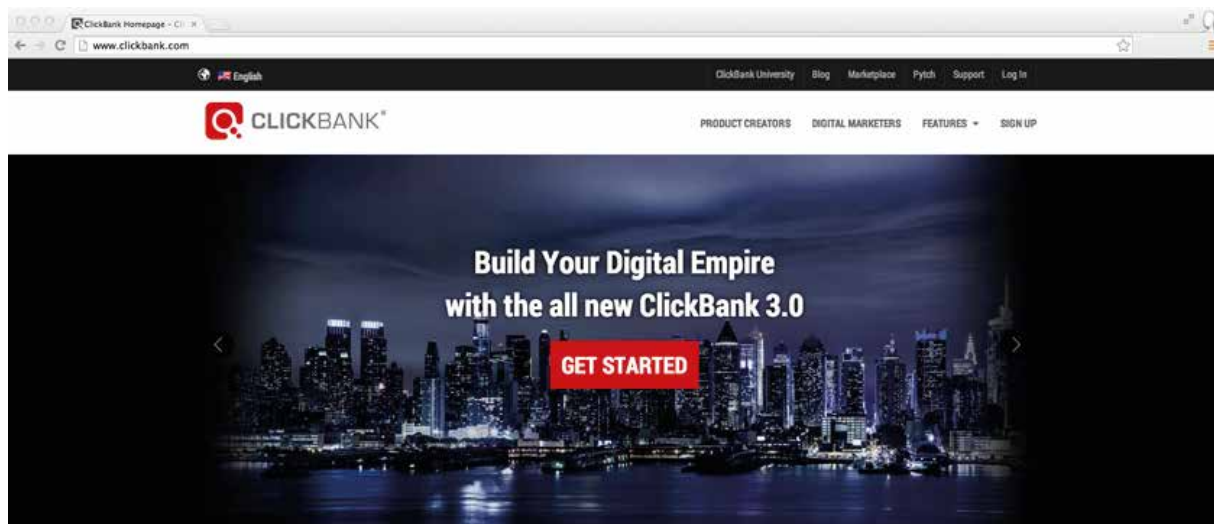 ClickBank Homepage - Cl
www.clickbank.com
English
ClickBank University Blog Marketplace Pytch Support Log In
CLICKBANK®
PRODUCT CREATORS DIGITAL MARKETERS FEATURES SIGN UP
Build Your Digital Empire
with the all new ClickBank 3.0
GET STARTED